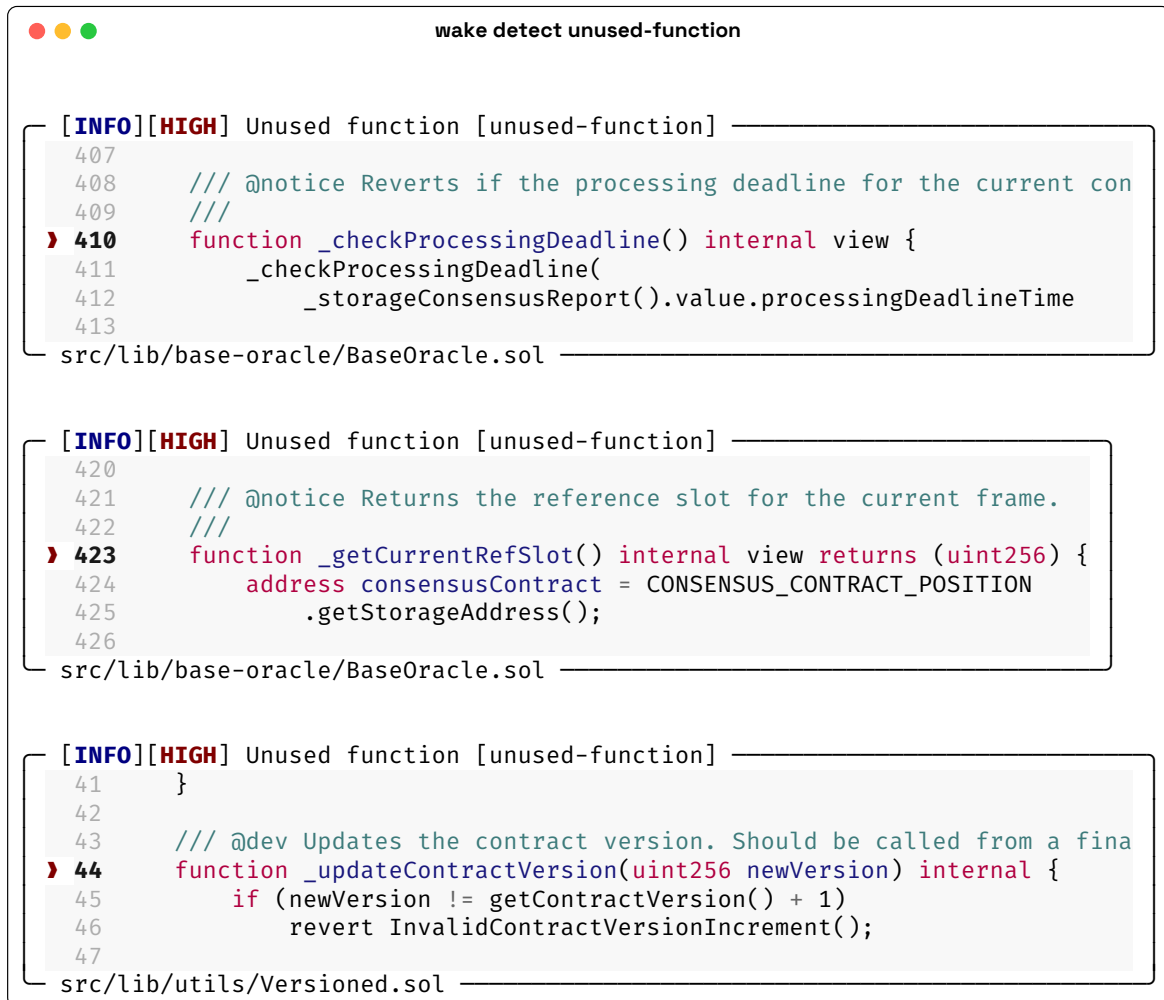 wake detect unused-function
[INFO][HIGH] Unused function [unused-function]
407
408 /// @notice Reverts if the processing deadline for the current con
409 ///
❱ 410 function _checkProcessingDeadline() internal view {
411 _checkProcessingDeadline(
412 _storageConsensusReport().value.processingDeadlineTime
413
src/lib/base-oracle/BaseOracle.sol
[INFO][HIGH] Unused function [unused-function]
420
421 /// @notice Returns the reference slot for the current frame.
422 ///
❱ 423 function _getCurrentRefSlot() internal view returns (uint256) {
424 address consensusContract = CONSENSUS_CONTRACT_POSITION
425 .getStorageAddress();
426
src/lib/base-oracle/BaseOracle.sol
[INFO][HIGH] Unused function [unused-function]
41 }
42
43 /// @dev Updates the contract version. Should be called from a fina
❱ 44 function _updateContractVersion(uint256 newVersion) internal {
45 if (newVersion != getContractVersion() + 1)
46 revert InvalidContractVersionIncrement();
47
src/lib/utils/Versioned.sol